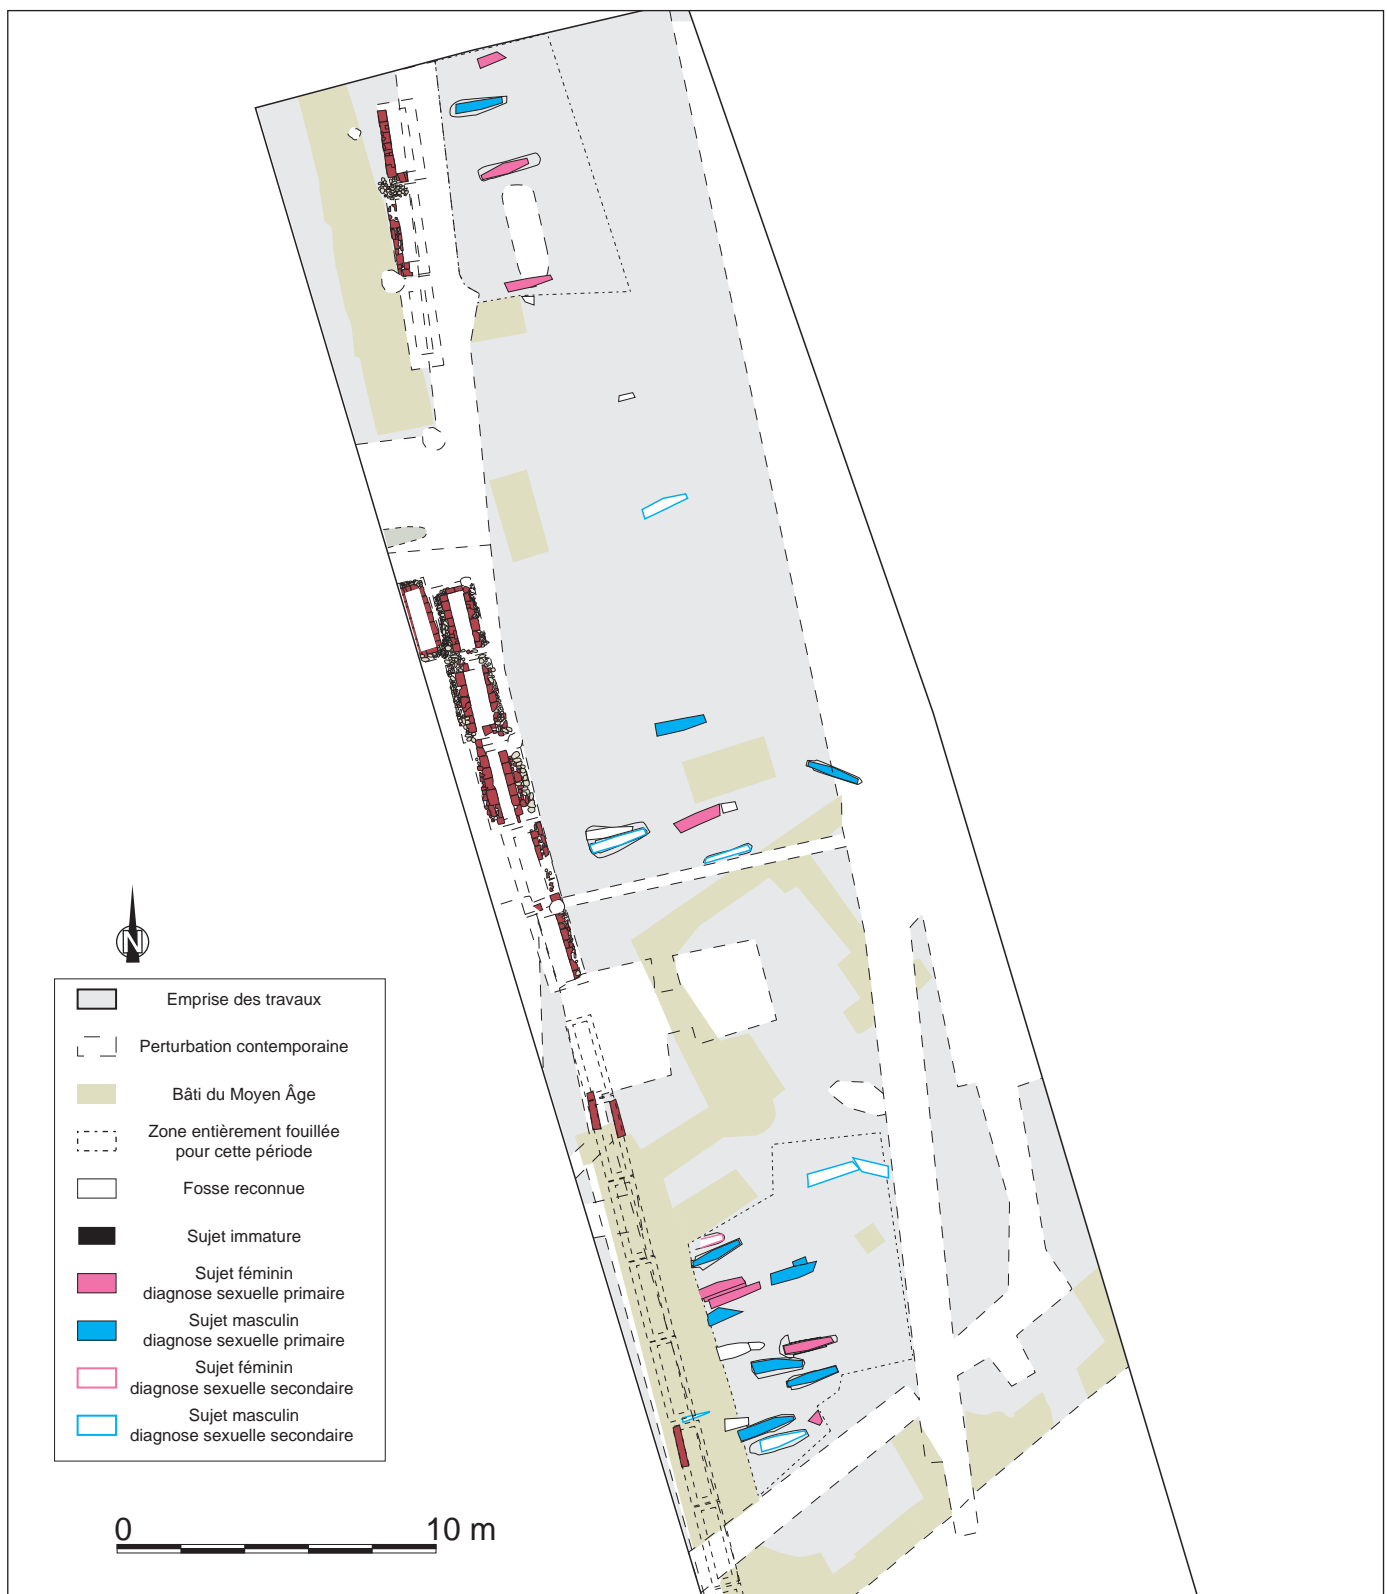 N
Emprise des travaux
Perturbation contemporaine
Bâti du Moyen Âge
Zone entièrement fouillée
pour cette période
Fosse reconnue
Sujet immature
Sujet féminin
diagnose sexuelle primaire
Sujet masculin
diagnose sexuelle primaire
Sujet féminin
diagnose sexuelle secondaire
Sujet masculin
diagnose sexuelle secondaire
0 10 m